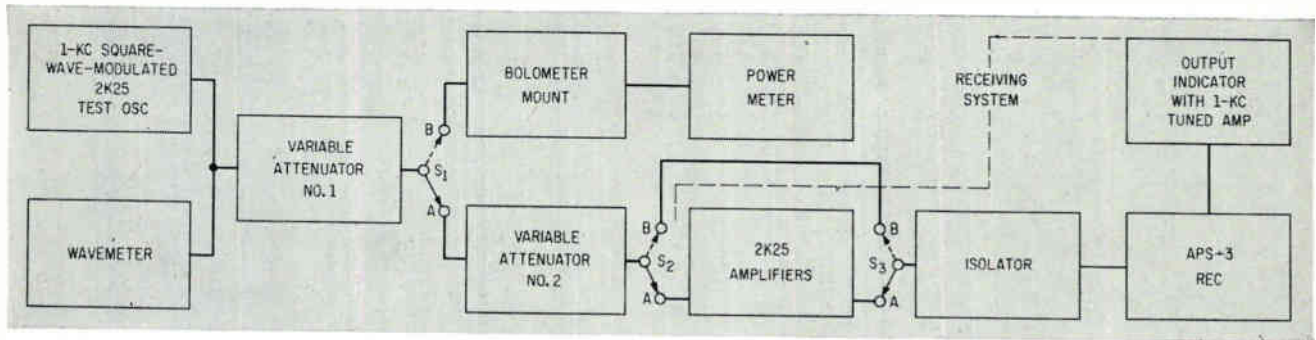 1-KC SQUARE-
WAVE-MODULATED
2K25
TEST OSC
WAVEMETER
VARIABLE
ATTENUATOR
NO. 1
B
S1
A
BOLOMETER
MOUNT
POWER
METER
VARIABLE
ATTENUATOR
NO. 2
B
S2
A
2K25
AMPLIFIERS
B
S3
A
RECEIVING
SYSTEM
ISOLATOR
OUTPUT
INDICATOR
WITH 1-KC
TUNED AMP
APS-3
REC